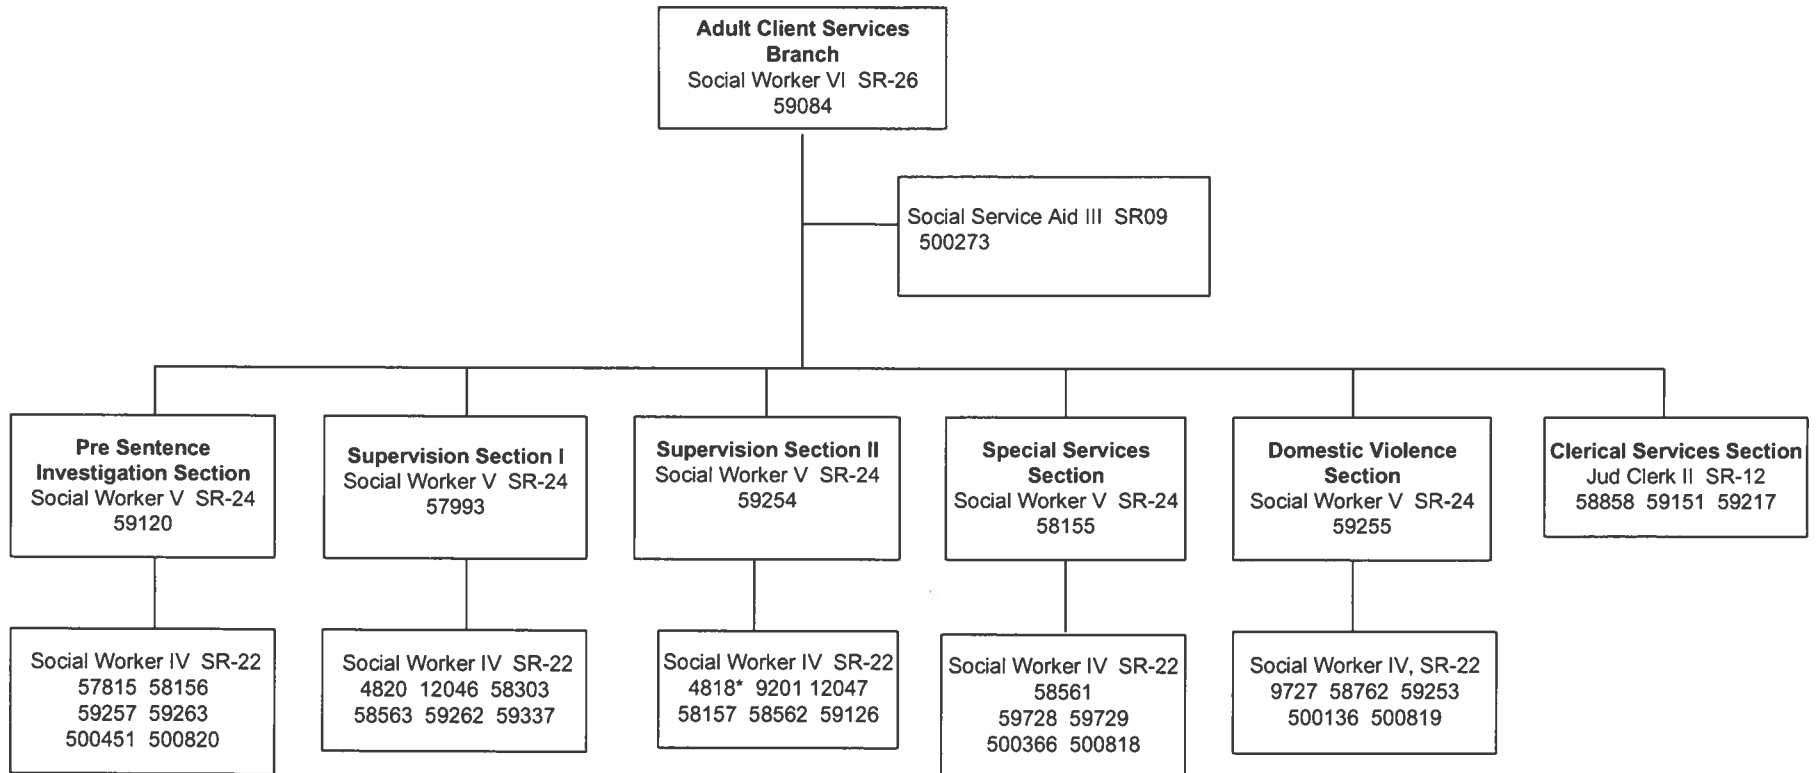 Adult Client Services
Branch
Social Worker VI SR-26
59084
Social Service Aid III SR09
500273
Pre Sentence
Investigation Section
Social Worker V SR-24
59120
Supervision Section I
Social Worker V SR-24
57993
Supervision Section II
Social Worker V SR-24
59254
Special Services
Section
Social Worker V SR-24
58155
Domestic Violence
Section
Social Worker V SR-24
59255
Clerical Services Section
Jud Clerk II SR-12
58858 59151 59217
Social Worker IV SR-22
57815 58156
59257 59263
500451 500820
Social Worker IV SR-22
4820 12046 58303
58563 59262 59337
Social Worker IV SR-22
4818* 9201 12047
58157 58562 59126
Social Worker IV SR-22
58561
59728 59729
500366 500818
Social Worker IV, SR-22
9727 58762 59253
500136 500819